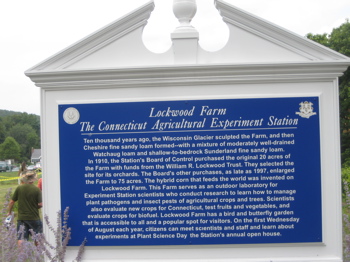 Lockwood Farm
The Connecticut Agricultural Experiment Station
Ten thousand years ago, the Wisconsin Glacier sculpted the Farm, and then
Cheshire fine sandy loam formed--with a mixture of moderately well-drained
Watchaug loam and shallow-to-bedrock Sunderland fine sandy loam.
In 1910, the Station's Board of Control purchased the original 20 acres of
the Farm with funds from the William R. Lockwood Trust. They selected the
site for its orchards. The Board's other purchases, as late as 1997, enlarged
the Farm to 75 acres. The hybrid corn that feeds the world was invented on
Lockwood Farm. This Farm serves as an outdoor laboratory for
Experiment Station scientists who conduct research to learn how to manage
plant pathogens and insect pests of agricultural crops and trees. Scientists
also evaluate new crops for Connecticut, test fruits and vegetables, and
evaluate crops for biofuel. Lockwood Farm has a bird and butterfly garden
that is accessible to all and a popular spot for visitors. On the first Wednesday
of August each year, citizens can meet scientists and staff and learn about
experiments at Plant Science Day the Station's annual open house.